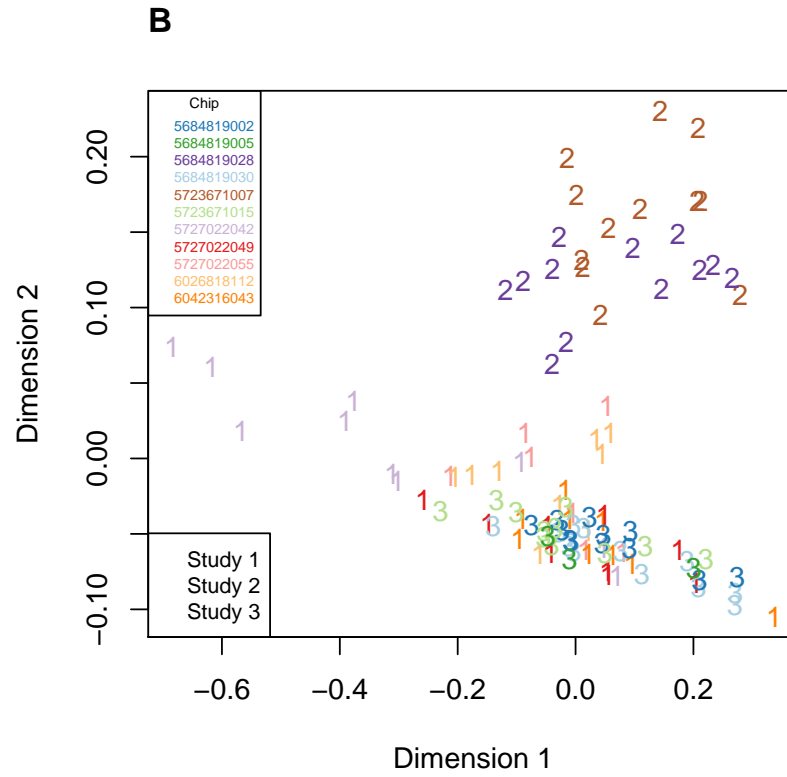 B
Chip
5684819002
5684819005
5684819028
5684819030
5723671007
5723671015
5727022042
5727022049
5727022055
6026818112
6042316043
Study 1
Study 2
Study 3
0.20
0.10
0.00
−0.10
Dimension 2
−0.6 −0.4 −0.2 0.0 0.2
Dimension 1